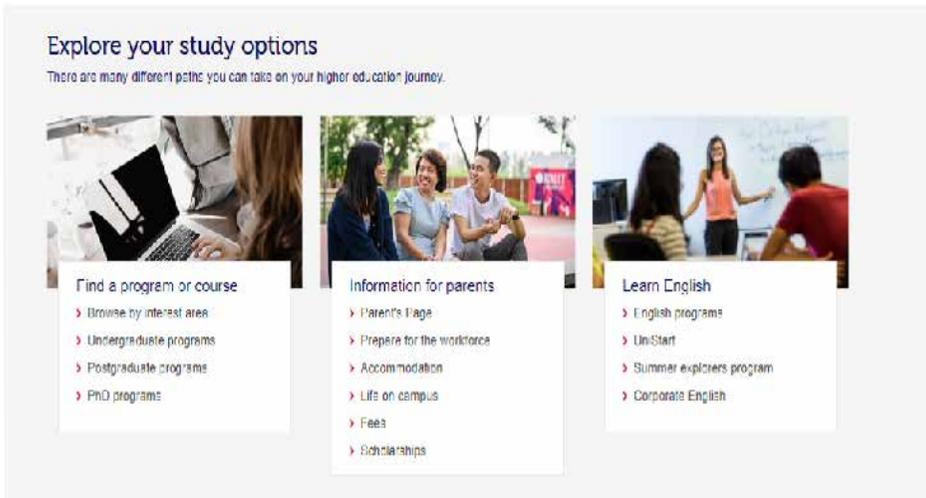 Explore your study options
There are many different paths you can take on your higher education journey.
Find a program or course
Browse by interest area
Undergraduate programs
Postgraduate programs
PhD programs
Information for parents
Parent's Page
Prepare for the workforce
Accommodation
Life on campus
Fees
Scholarships
Learn English
English programs
UniStart
Summer explorers program
Corporate English